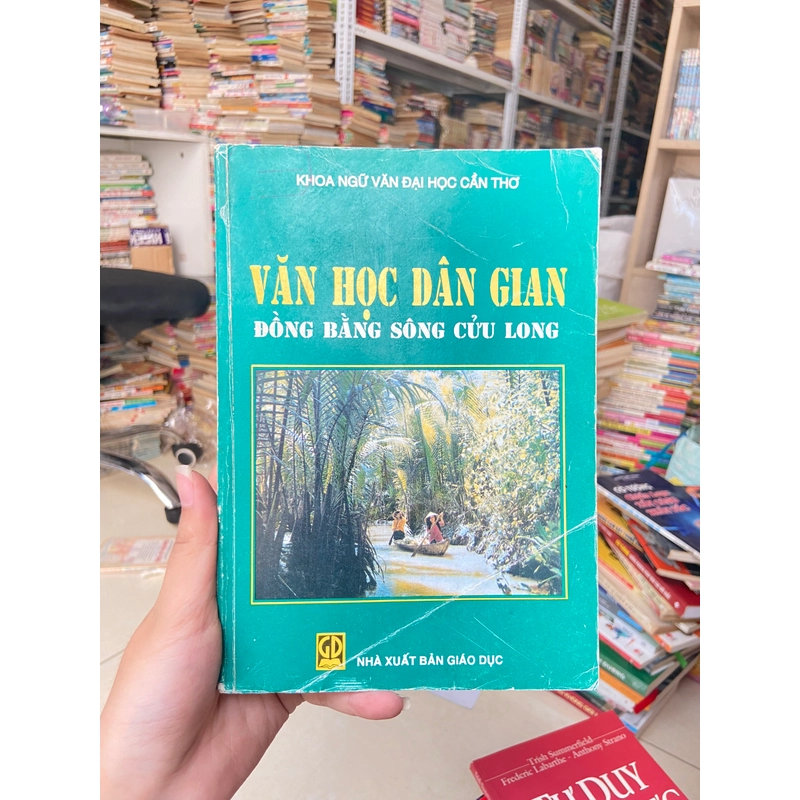 KHOA NGỮ VĂN ĐẠI HỌC CẦN THƠ
VĂN HỌC DÂN GIAN
ĐỒNG BẰNG SÔNG CỬU LONG
GD
NHÀ XUẤT BẢN GIÁO DỤC
Trish Summerfield
Frederic Labarthe - Anthony Strano
TƯ DUY